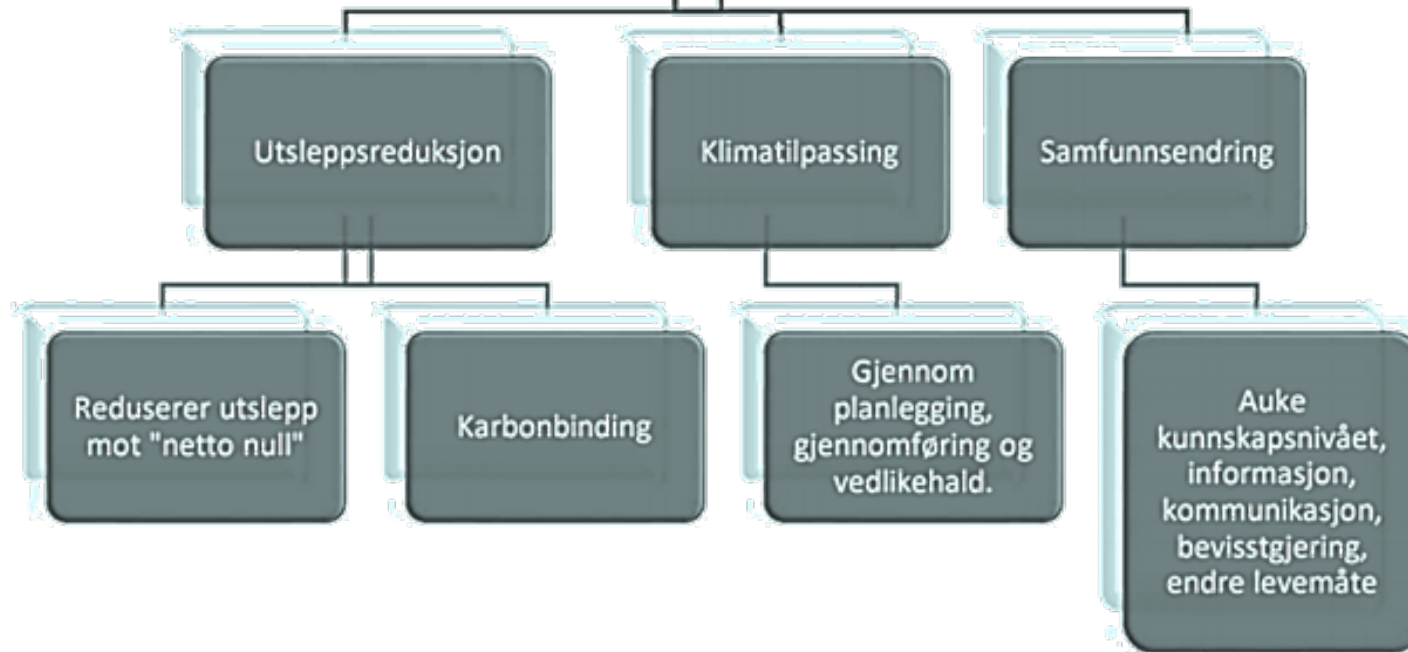 Utsleppsreduksjon
Klimatilpassing
Samfunnsendring
Reduserer utslepp
mot "netto null"
Karbonbinding
Gjennom
planlegging,
gjennomføring og
vedlikehald.
Auke
kunnskapsnivået,
informasjon,
kommunikasjon,
bevisstgjering,
endre levemåte